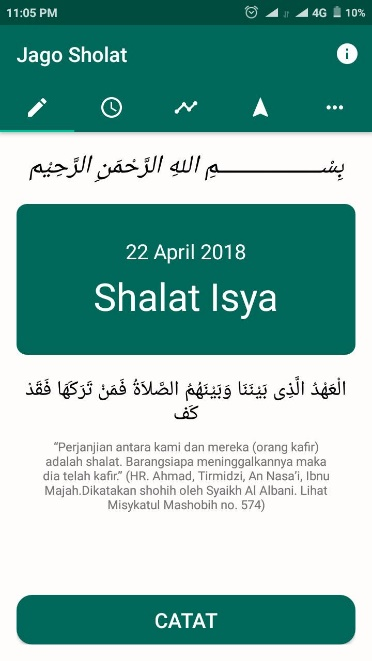 11:05 PM 4G 10%
Jago Sholat
بِسْـــــــــــــــــــمِ اللهِ الرَّحْمَنِ الرَّحِيْمِ
22 April 2018
Shalat Isya
الْعَهْدُ الَّذِى بَيْنَنَا وَبَيْنَهُمُ الصَّلاَةُ فَمَنْ تَرَكَهَا فَقَدْ
كَفَ
“Perjanjian antara kami dan mereka (orang kafir)
adalah shalat. Barangsiapa meninggalkannya maka
dia telah kafir.” (HR. Ahmad, Tirmidzi, An Nasa’i, Ibnu
Majah.Dikatakan shohih oleh Syaikh Al Albani. Lihat
Misykatul Mashobih no. 574)
CATAT